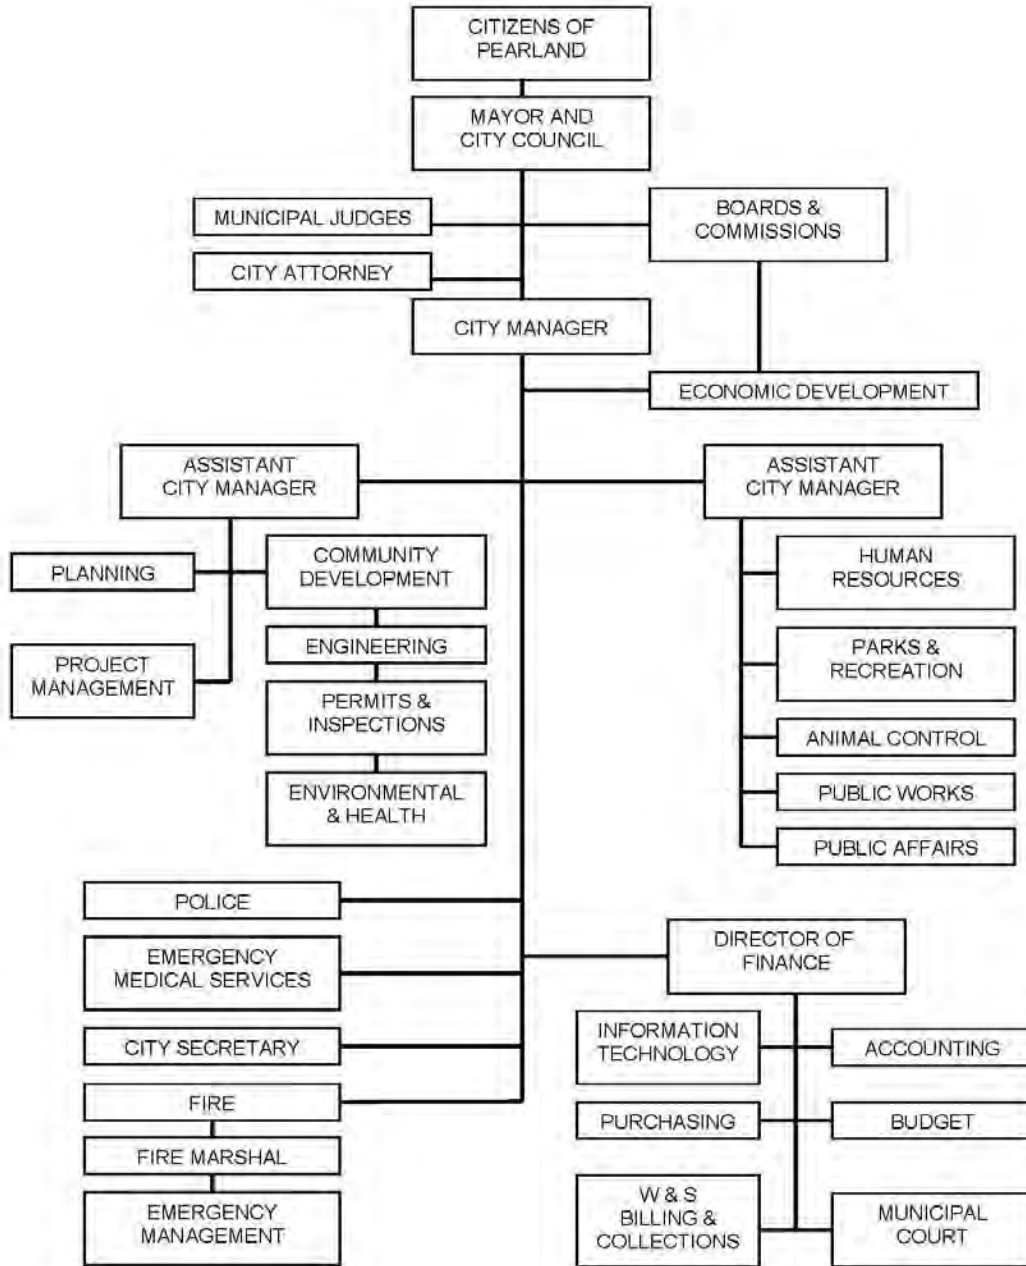 CITIZENS OF
PEARLAND
MAYOR AND
CITY COUNCIL
MUNICIPAL JUDGES
BOARDS &
COMMISSIONS
CITY ATTORNEY
CITY MANAGER
ECONOMIC DEVELOPMENT
ASSISTANT
CITY MANAGER
ASSISTANT
CITY MANAGER
PLANNING
COMMUNITY
DEVELOPMENT
PROJECT
MANAGEMENT
ENGINEERING
PERMITS &
INSPECTIONS
ENVIRONMENTAL
& HEALTH
HUMAN
RESOURCES
PARKS &
RECREATION
ANIMAL CONTROL
PUBLIC WORKS
PUBLIC AFFAIRS
POLICE
EMERGENCY
MEDICAL SERVICES
CITY SECRETARY
FIRE
FIRE MARSHAL
EMERGENCY
MANAGEMENT
DIRECTOR OF
FINANCE
INFORMATION
TECHNOLOGY
ACCOUNTING
PURCHASING
BUDGET
W & S
BILLING &
COLLECTIONS
MUNICIPAL
COURT